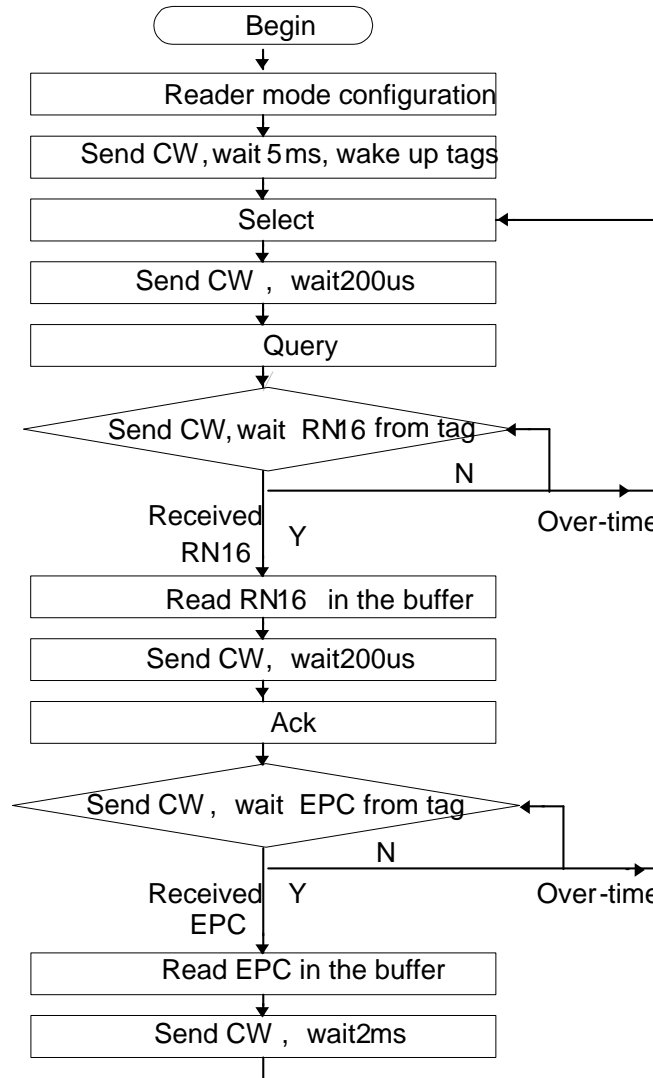 Begin
Reader mode configuration
Send CW, wait 5ms, wake up tags
Select
Send CW , wait200us
Query
Send CW, wait RN16 from tag
N
Received
Y
Over-time
RN16
Read RN16 in the buffer
Send CW, wait200us
Ack
Send CW , wait EPC from tag
N
Received
Y
Over-time
EPC
Read EPC in the buffer
Send CW , wait2ms